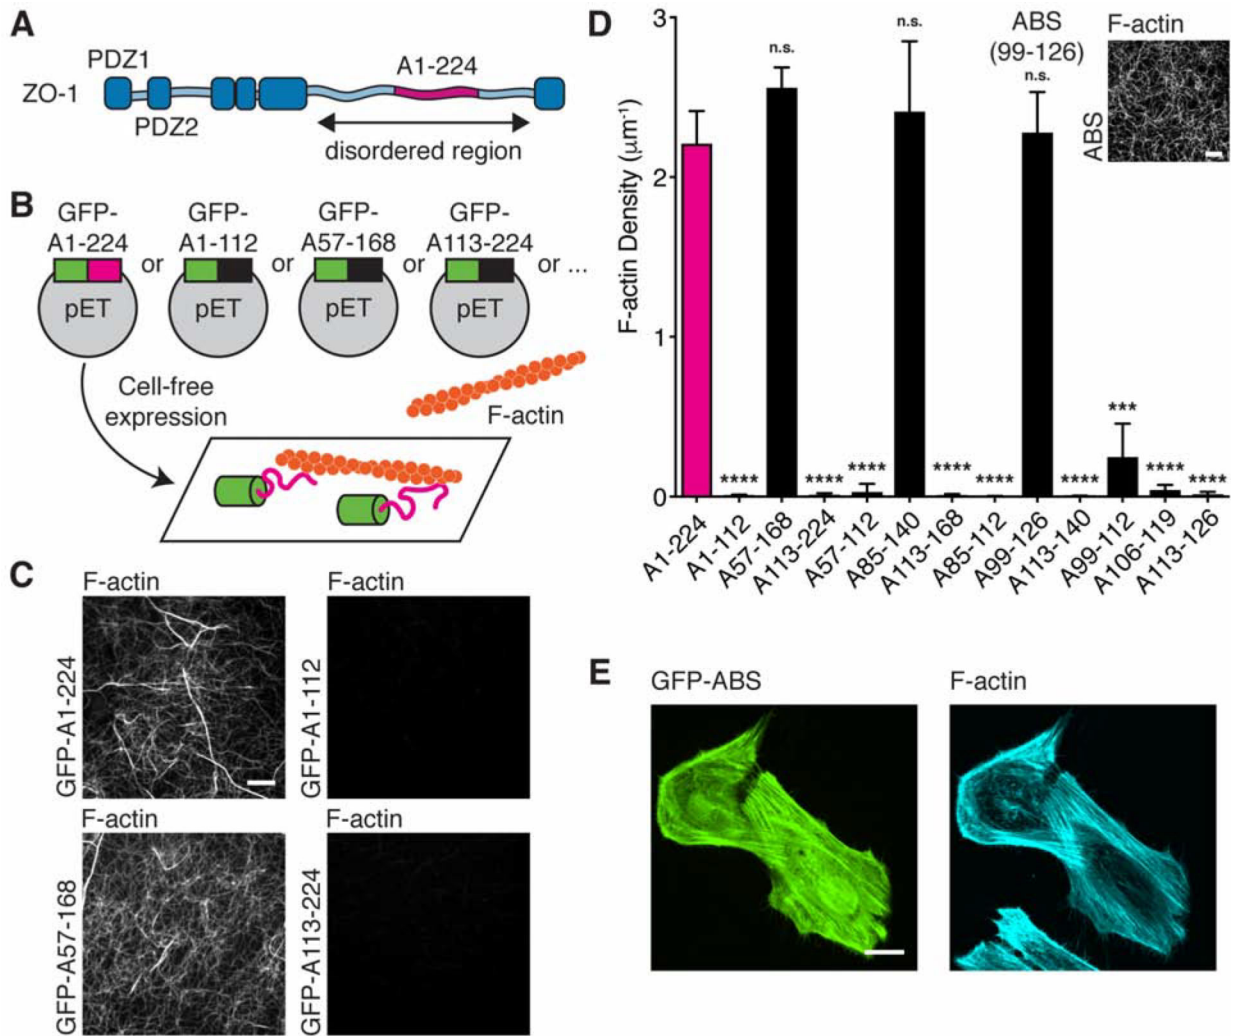 A
PDZ1
A1-224
ZO-1
PDZ2
disordered region
B
GFP-
A1-224
or
GFP-
A1-112
or
GFP-
A57-168
or
GFP-
A113-224
or ...
pET
pET
pET
pET
Cell-free
expression
F-actin
C
F-actin
GFP-A1-224
F-actin
GFP-A1-112
F-actin
GFP-A57-168
F-actin
GFP-A113-224
D
F-actin Density (μm⁻¹)
3
2
1
0
n.s.
n.s.
ABS
(99-126)
n.s.
F-actin
ABS
****
****
****
****
****
****
***
****
****
A1-224
A1-112
A57-168
A113-224
A57-112
A85-140
A113-168
A85-112
A99-126
A113-140
A99-112
A106-119
A113-126
E
GFP-ABS
F-actin